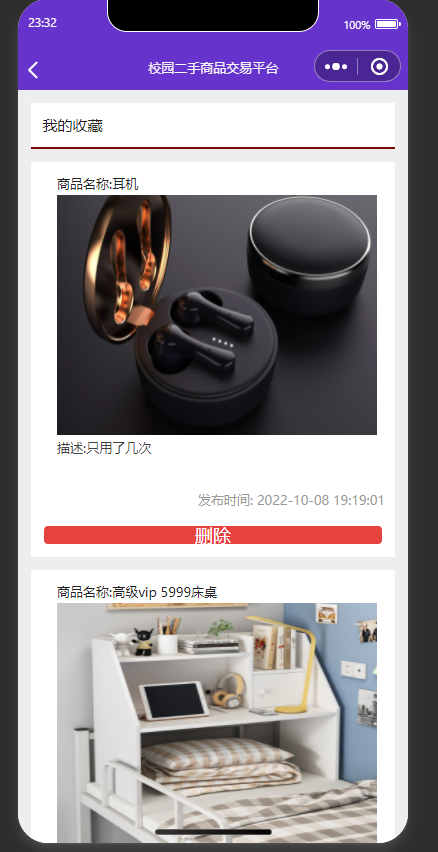 23:32
100%
校园二手商品交易平台
我的收藏
商品名称:耳机
描述:只用了几次
发布时间: 2022-10-08 19:19:01
删除
商品名称:高级vip 5999床桌